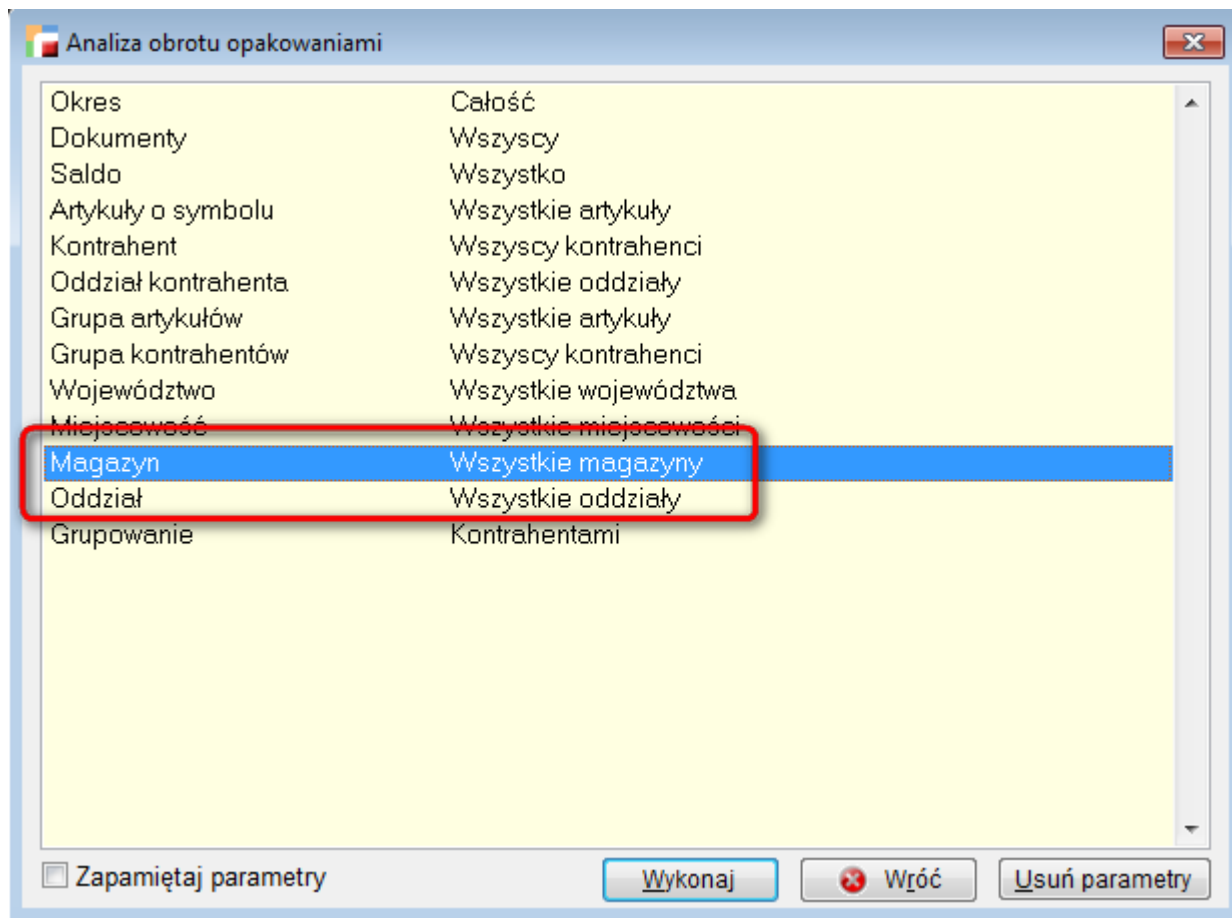 Analiza obrotu opakowaniami
Okres Całość
Dokumenty Wszyscy
Saldo Wszystko
Artykuły o symbolu Wszystkie artykuły
Kontrahent Wszyscy kontrahenci
Oddział kontrahenta Wszystkie oddziały
Grupa artykułów Wszystkie artykuły
Grupa kontrahentów Wszyscy kontrahenci
Województwo Wszystkie województwa
Miejscowość Wszystkie miejscowości
Magazyn Wszystkie magazyny
Oddział Wszystkie oddziały
Grupowanie Kontrahentami
Zapamiętaj parametry Wykonaj Wróć Usuń parametry